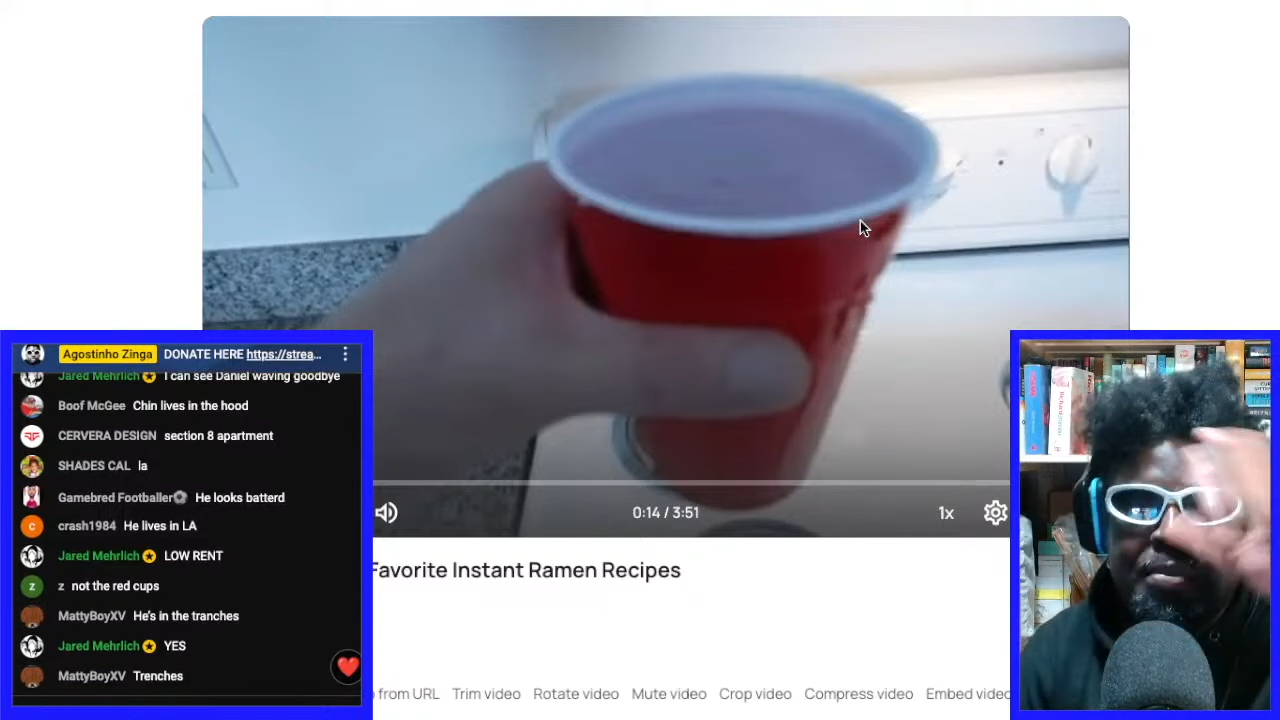 Agostinho Zinga DONATE HERE https://strea...
Jared Mehrlich I can see Daniel waving goodbye
Boof McGee Chin lives in the hood
CERVERA DESIGN section 8 apartment
SHADES CAL la
Gamebred Footballer⚽ He looks batterd
crash1984 He lives in LA
Jared Mehrlich LOW RENT
z not the red cups
MattyBoyXV He's in the tranches
Jared Mehrlich YES
MattyBoyXV Trenches
0:14 / 3:51
1x
Favorite Instant Ramen Recipes
from URL Trim video Rotate video Mute video Crop video Compress video Embed video